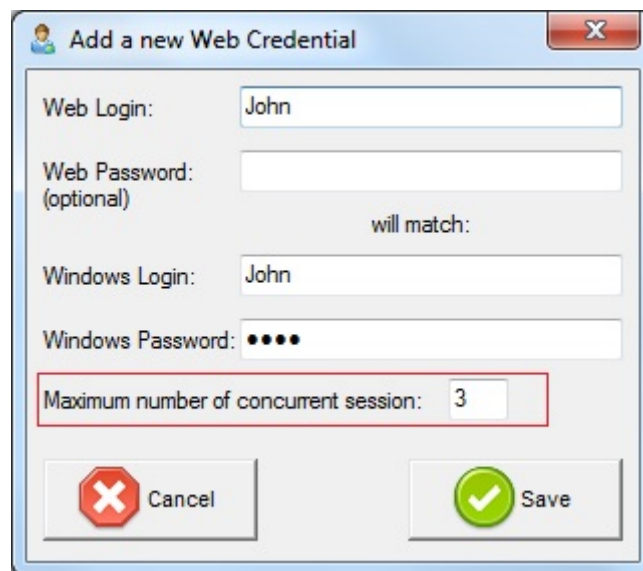 Add a new Web Credential
Web Login: John
Web Password:
(optional)
will match:
Windows Login: John
Windows Password: ••••
Maximum number of concurrent session: 3
Cancel Save